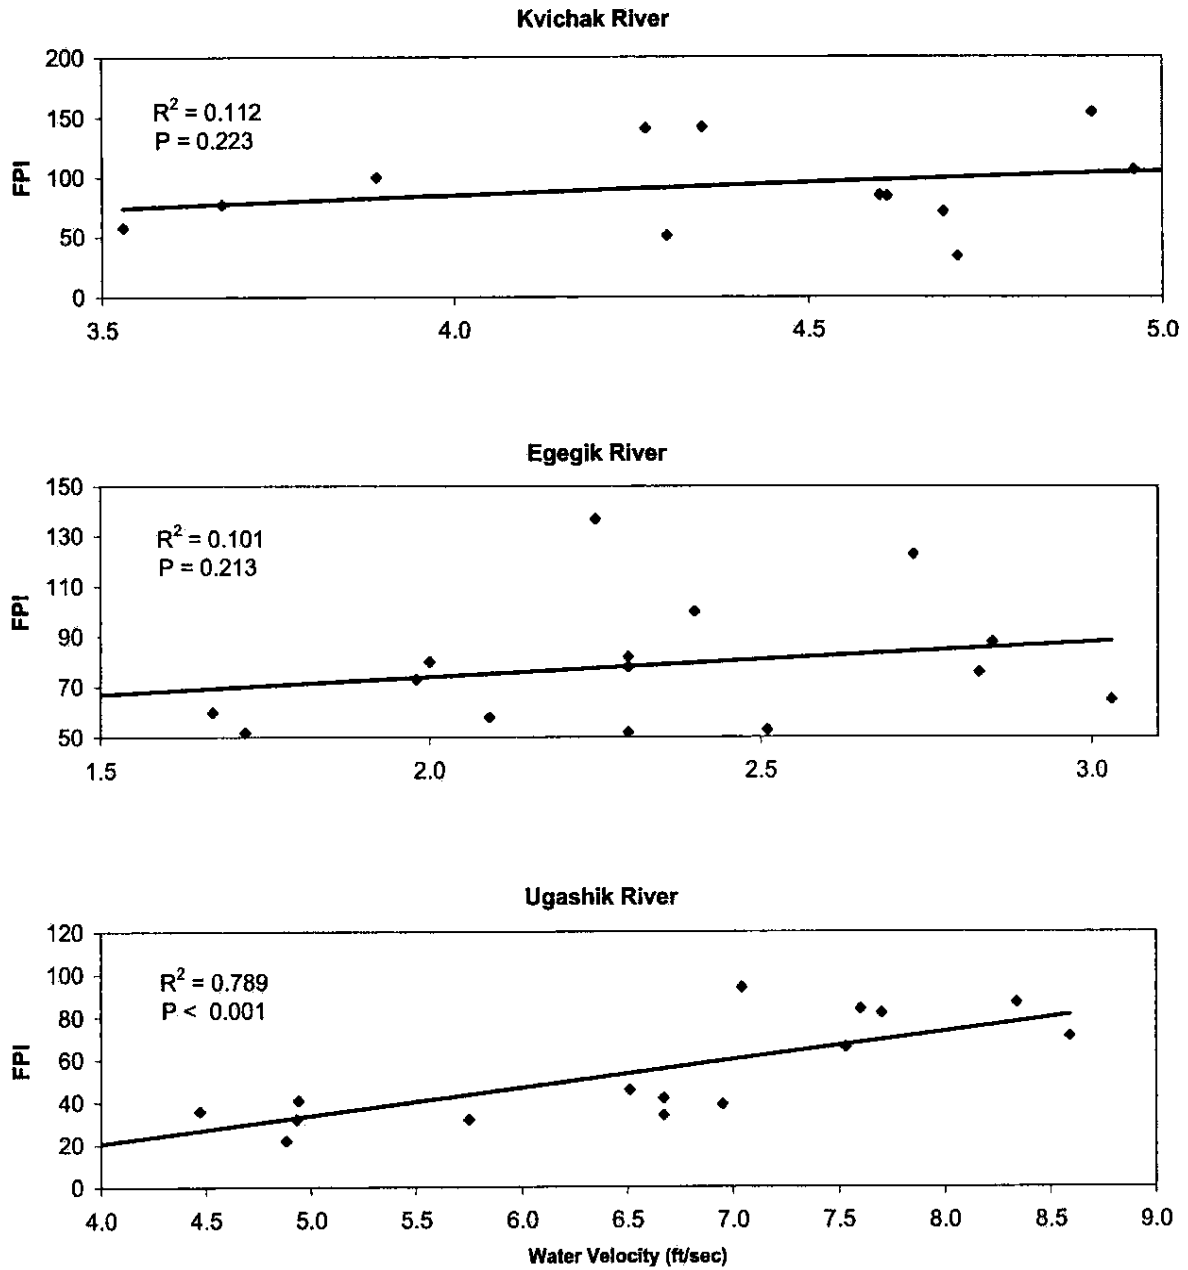 Kvichak River
200
150
100
50
0
FPI
R² = 0.112
P = 0.223
3.5 4.0 4.5 5.0
Egegik River
150
130
110
90
70
50
FPI
R² = 0.101
P = 0.213
1.5 2.0 2.5 3.0
Ugashik River
120
100
80
60
40
20
0
FPI
R² = 0.789
P < 0.001
4.0 4.5 5.0 5.5 6.0 6.5 7.0 7.5 8.0 8.5 9.0
Water Velocity (ft/sec)